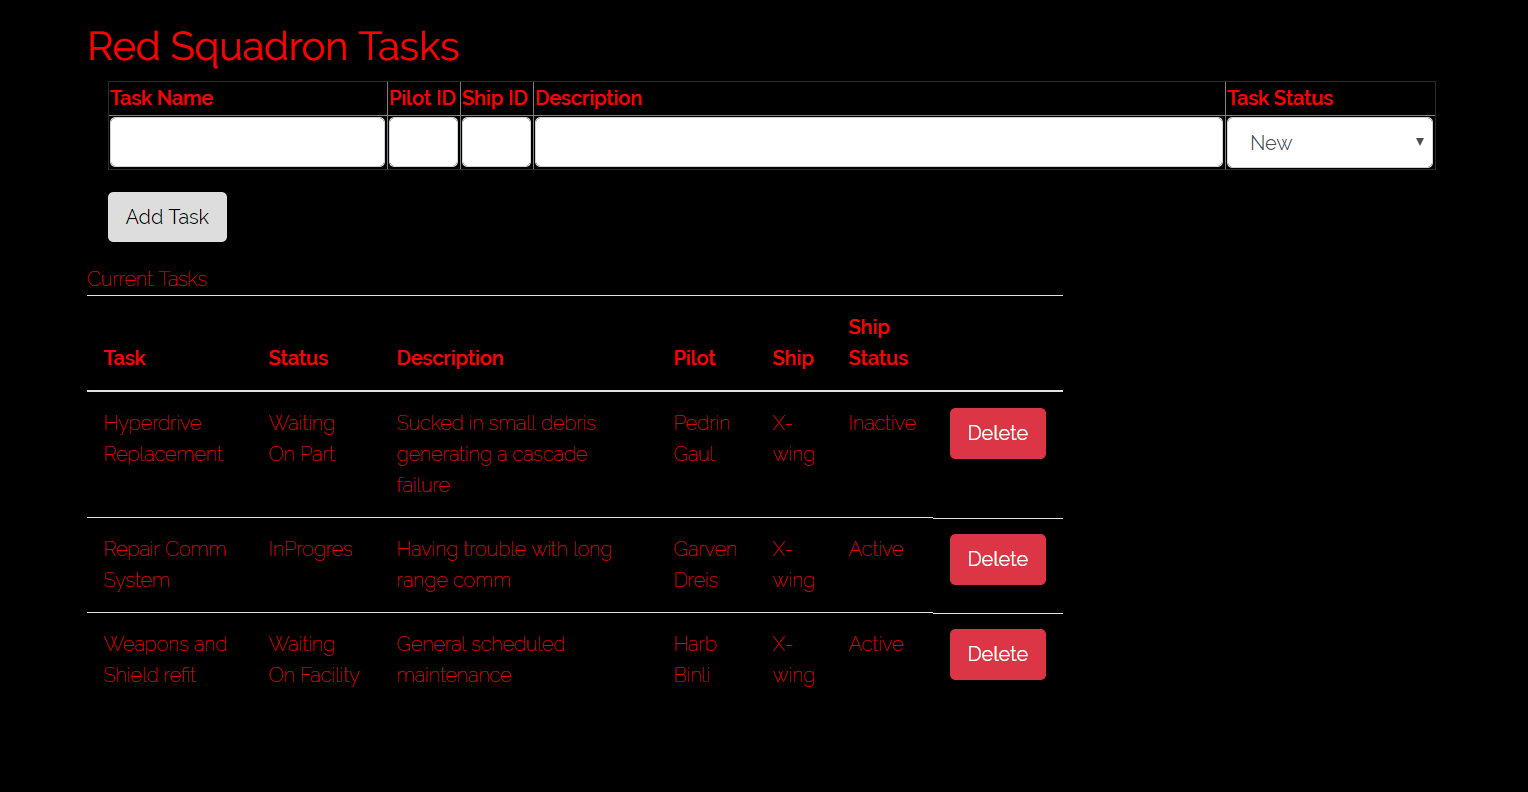 Red Squadron Tasks
Task Name Pilot ID Ship ID Description Task Status
New
Add Task
Current Tasks
Task Status Description Pilot Ship Ship Status
Hyperdrive Waiting Sucked in small debris Pedrin X- Inactive Delete
Replacement On Part generating a cascade Gaul wing
failure
Repair Comm InProgres Having trouble with long Garven X- Active Delete
System range comm Dreis wing
Weapons and Waiting General scheduled Harb X- Active Delete
Shield refit On Facility maintenance Binli wing